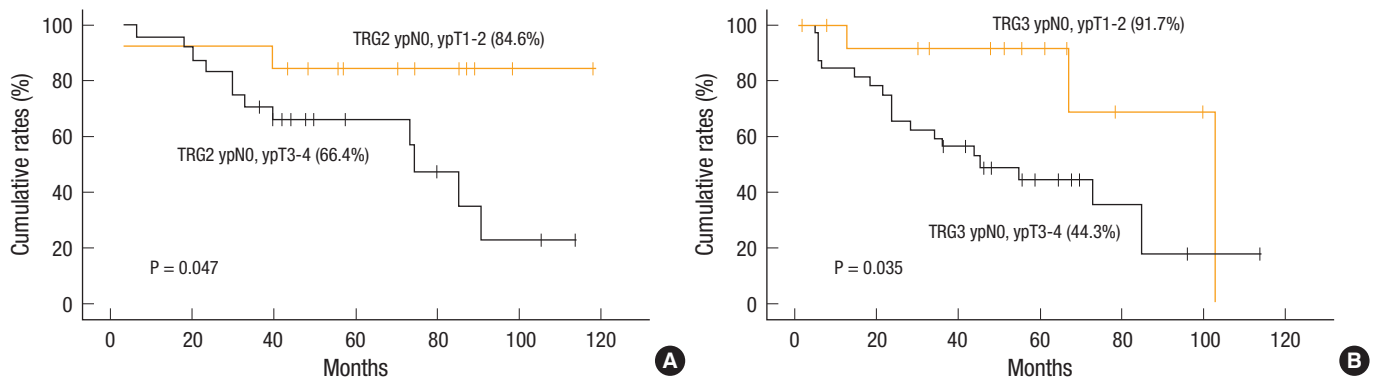 Cumulative rates (%)
100
80
60
40
20
0
TRG2 ypN0, ypT1-2 (84.6%)
TRG2 ypN0, ypT3-4 (66.4%)
P = 0.047
0 20 40 60 80 100 120
Months
A
Cumulative rates (%)
100
80
60
40
20
0
TRG3 ypN0, ypT1-2 (91.7%)
TRG3 ypN0, ypT3-4 (44.3%)
P = 0.035
0 20 40 60 80 100 120
Months
B